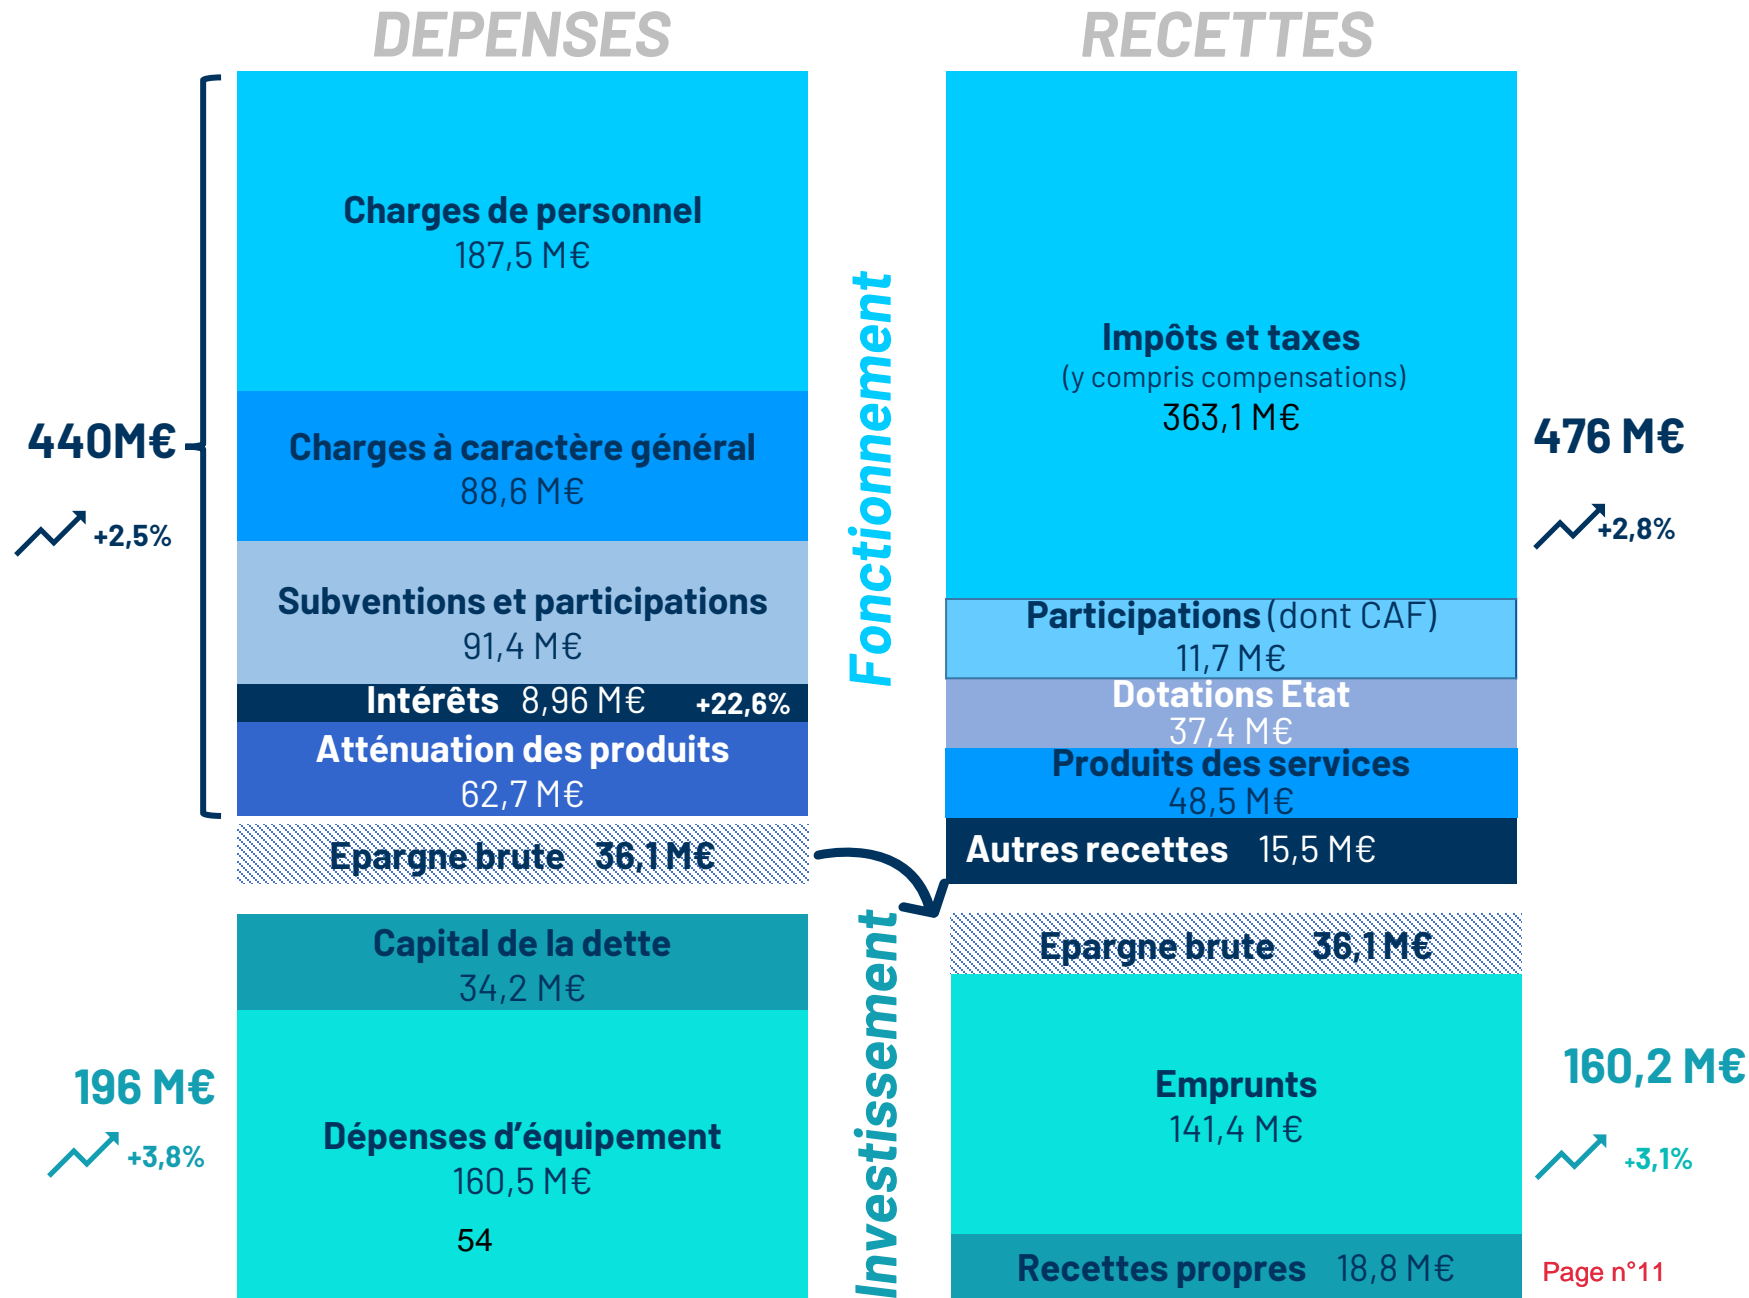 DEPENSES
RECETTES
Charges de personnel
187,5 M€
Charges à caractère général
88,6 M€
Subventions et participations
91,4 M€
Intérêts 8,96 M€ +22,6%
Atténuation des produits
62,7 M€
Epargne brute 36,1 M€
440M€
+2,5%
Fonctionnement
Impôts et taxes
(y compris compensations)
363,1 M€
Participations (dont CAF)
11,7 M€
Dotations Etat
37,4 M€
Produits des services
48,5 M€
Autres recettes 15,5 M€
476 M€
+2,8%
Capital de la dette
34,2 M€
Dépenses d’équipement
160,5 M€
54
196 M€
+3,8%
Investissement
Epargne brute 36,1 M€
Emprunts
141,4 M€
Recettes propres 18,8 M€
160,2 M€
+3,1%
Page n°11